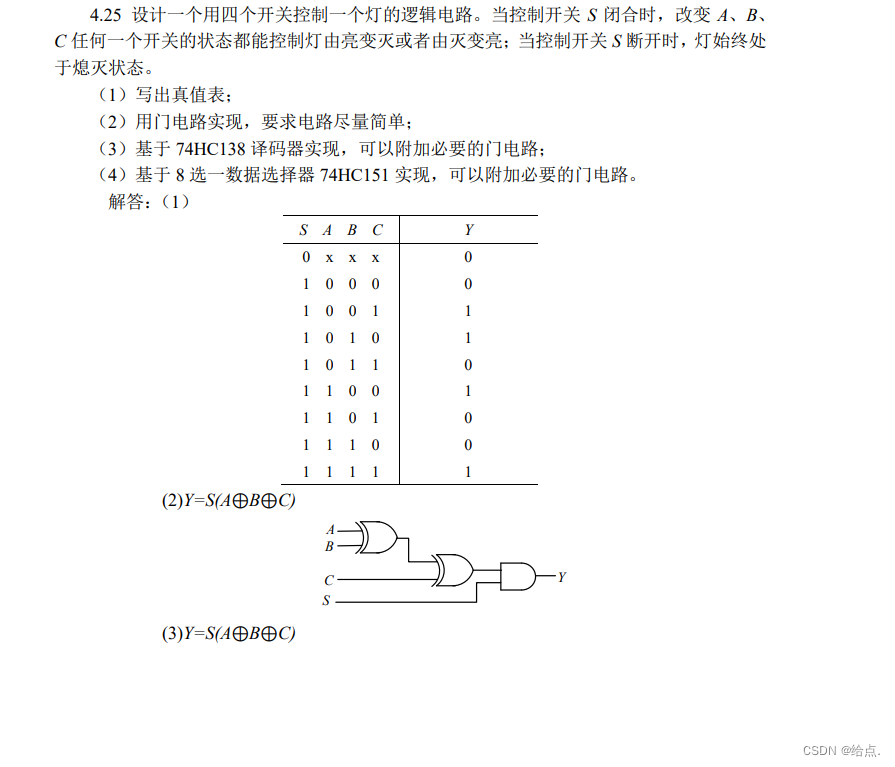 4.25 设计一个用四个开关控制一个灯的逻辑电路。当控制开关 S 闭合时，改变 A、B、
C 任何一个开关的状态都能控制灯由亮变灭或者由灭变亮；当控制开关 S 断开时，灯始终处
于熄灭状态。
（1）写出真值表；
（2）用门电路实现，要求电路尽量简单；
（3）基于 74HC138 译码器实现，可以附加必要的门电路；
（4）基于 8 选一数据选择器 74HC151 实现，可以附加必要的门电路。
解答：（1）
S A B C Y
0 x x x 0
1 0 0 0 0
1 0 0 1 1
1 0 1 0 1
1 0 1 1 0
1 1 0 0 1
1 1 0 1 0
1 1 1 0 0
1 1 1 1 1
(2)Y=S(A⊕B⊕C)
A
B
C
Y
S
(3)Y=S(A⊕B⊕C)
CSDN @给点.